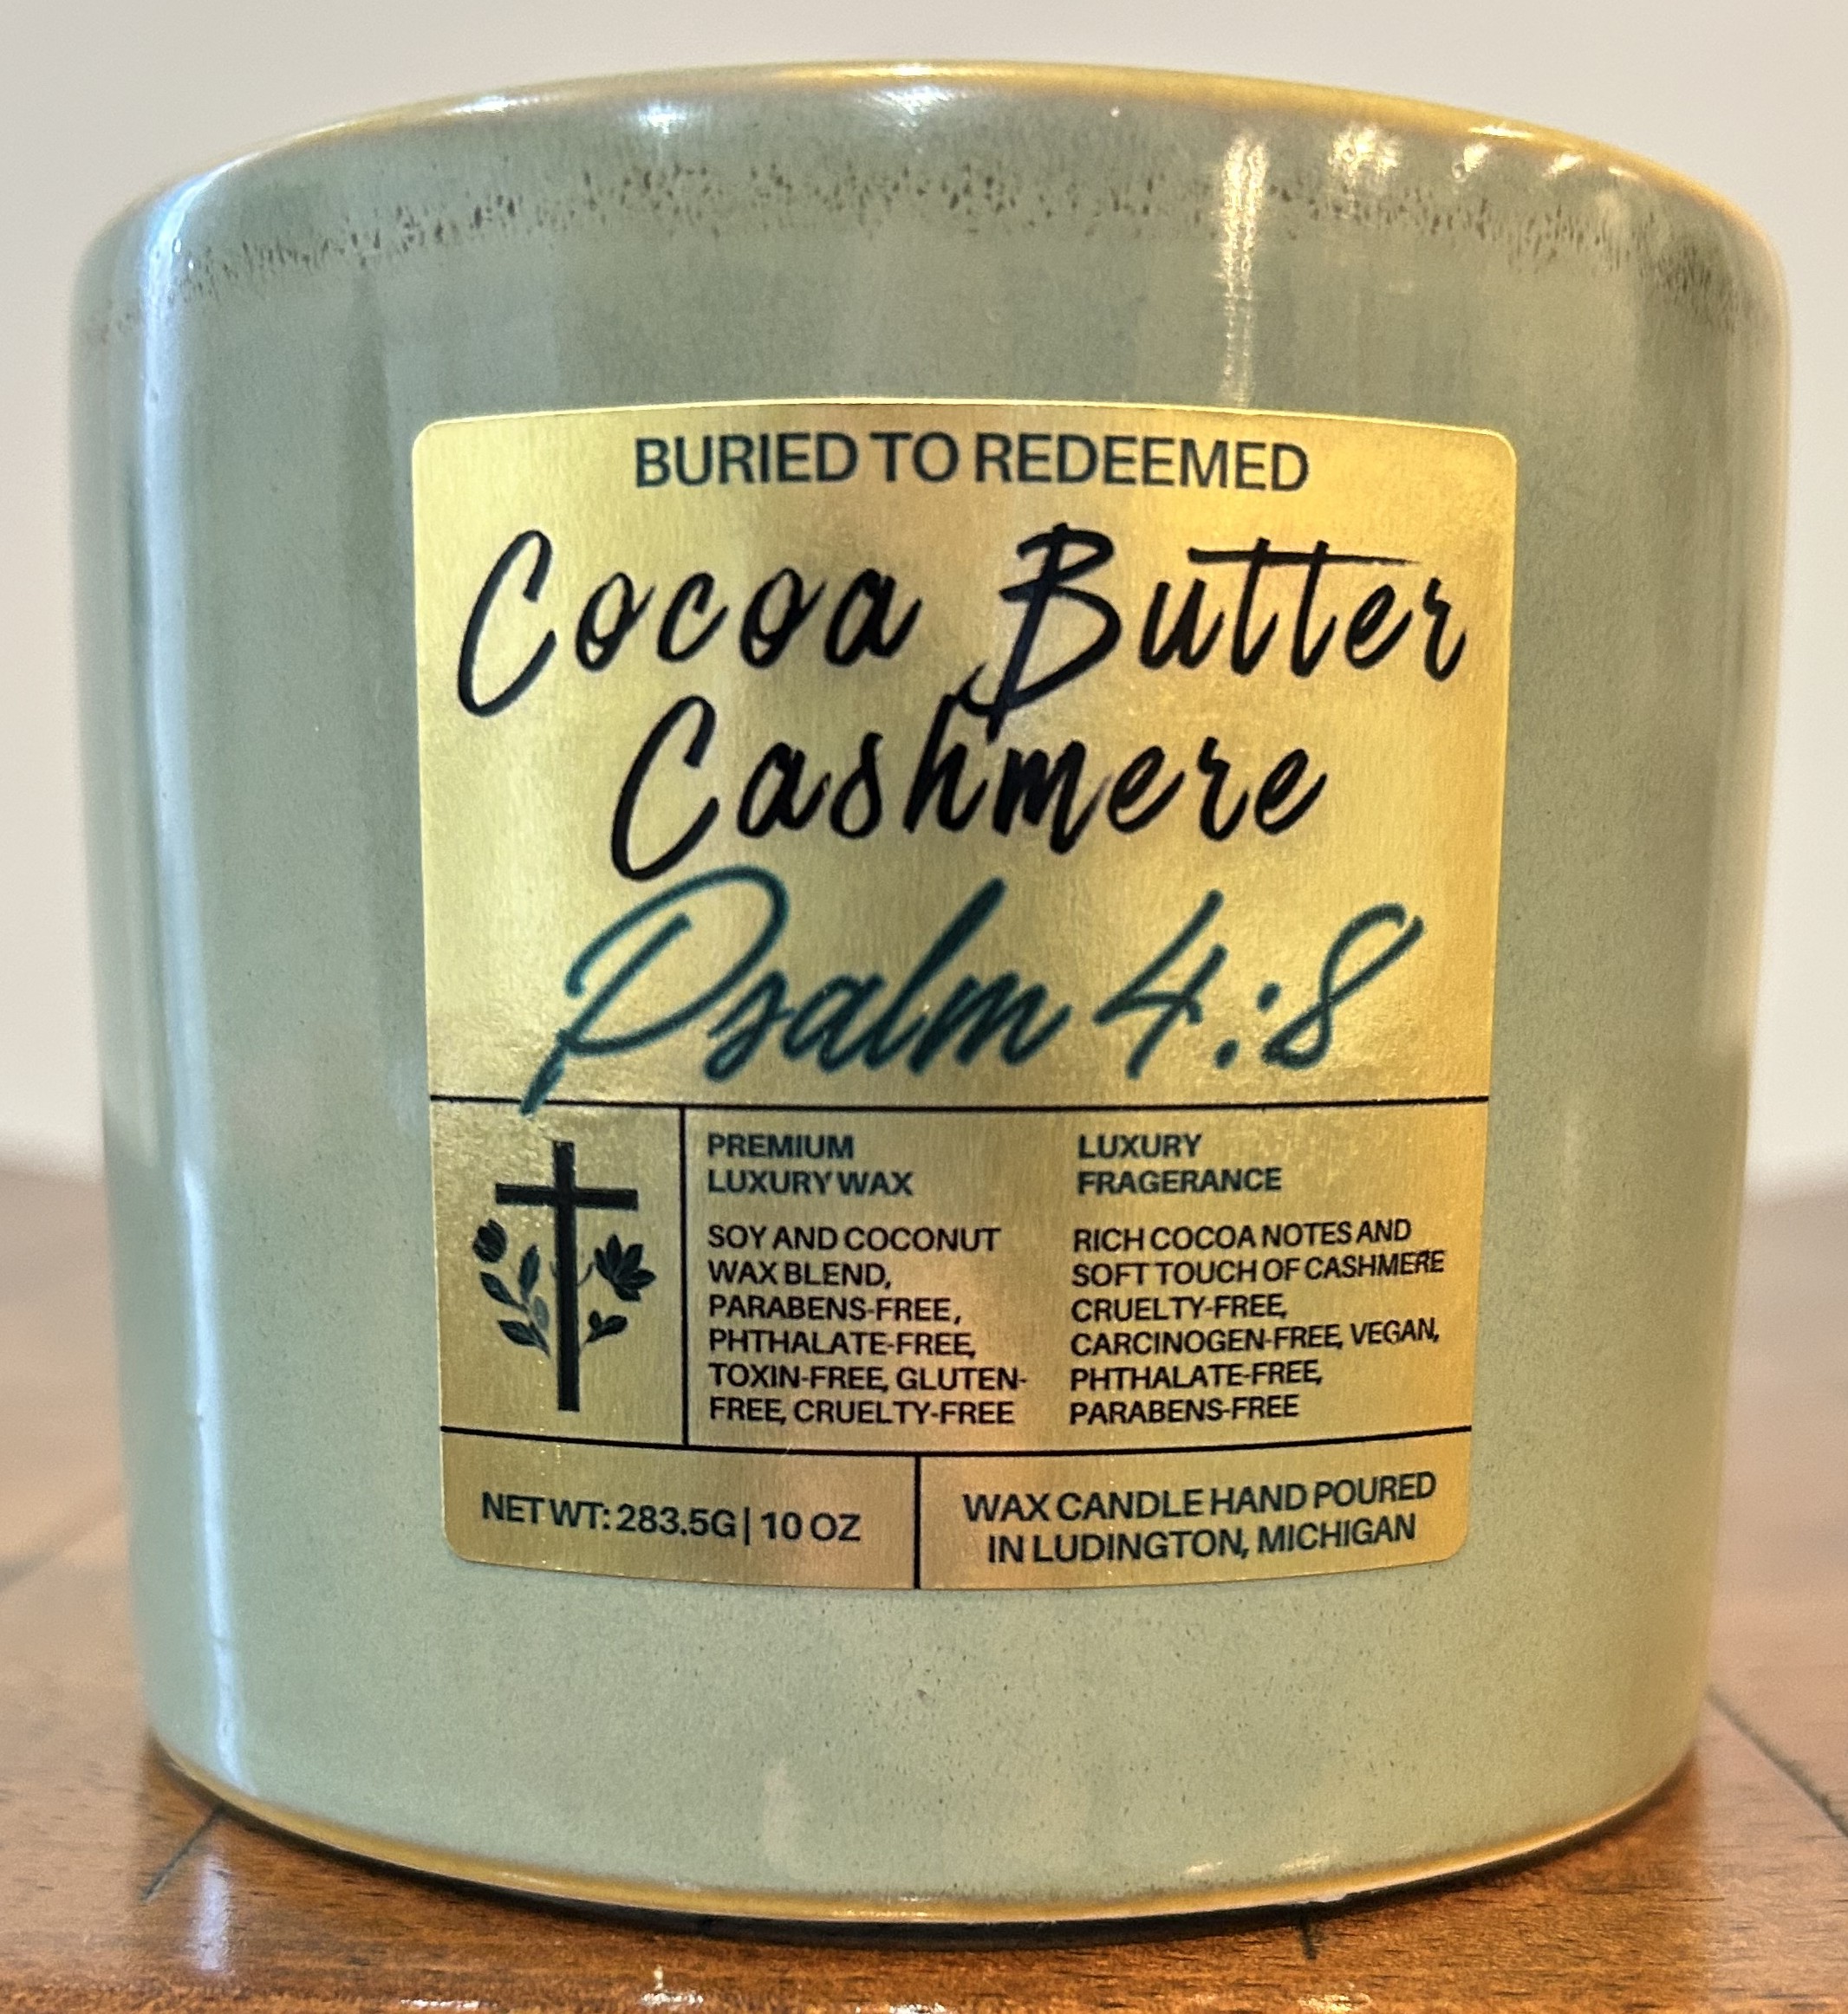 BURIED TO REDEEMED
Cocoa Butter
Cashmere
Psalm 4:8
PREMIUM
LUXURY WAX
SOY AND COCONUT
WAX BLEND,
PARABENS-FREE,
PHTHALATE-FREE,
TOXIN-FREE, GLUTEN-
FREE, CRUELTY-FREE
LUXURY
FRAGERANCE
RICH COCOA NOTES AND
SOFT TOUCH OF CASHMERE
CRUELTY-FREE,
CARCINOGEN-FREE, VEGAN,
PHTHALATE-FREE,
PARABENS-FREE
NET WT: 283.5G | 10 OZ
WAX CANDLE HAND POURED
IN LUDINGTON, MICHIGAN